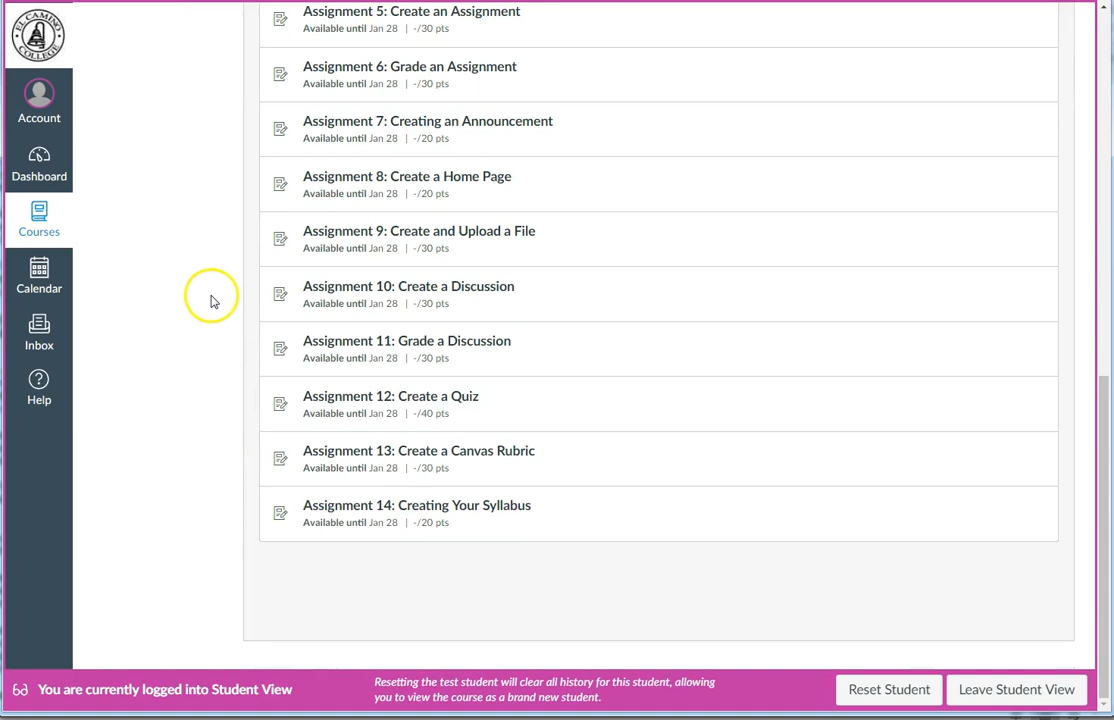 EL CAMINO
COLLEGE
Account
Dashboard
Courses
Calendar
Inbox
Help
Assignment 5: Create an Assignment
Available until Jan 28 | -/30 pts
Assignment 6: Grade an Assignment
Available until Jan 28 | -/30 pts
Assignment 7: Creating an Announcement
Available until Jan 28 | -/20 pts
Assignment 8: Create a Home Page
Available until Jan 28 | -/20 pts
Assignment 9: Create and Upload a File
Available until Jan 28 | -/30 pts
Assignment 10: Create a Discussion
Available until Jan 28 | -/30 pts
Assignment 11: Grade a Discussion
Available until Jan 28 | -/30 pts
Assignment 12: Create a Quiz
Available until Jan 28 | -/40 pts
Assignment 13: Create a Canvas Rubric
Available until Jan 28 | -/30 pts
Assignment 14: Creating Your Syllabus
Available until Jan 28 | -/20 pts
You are currently logged into Student View
Resetting the test student will clear all history for this student, allowing
you to view the course as a brand new student.
Reset Student
Leave Student View